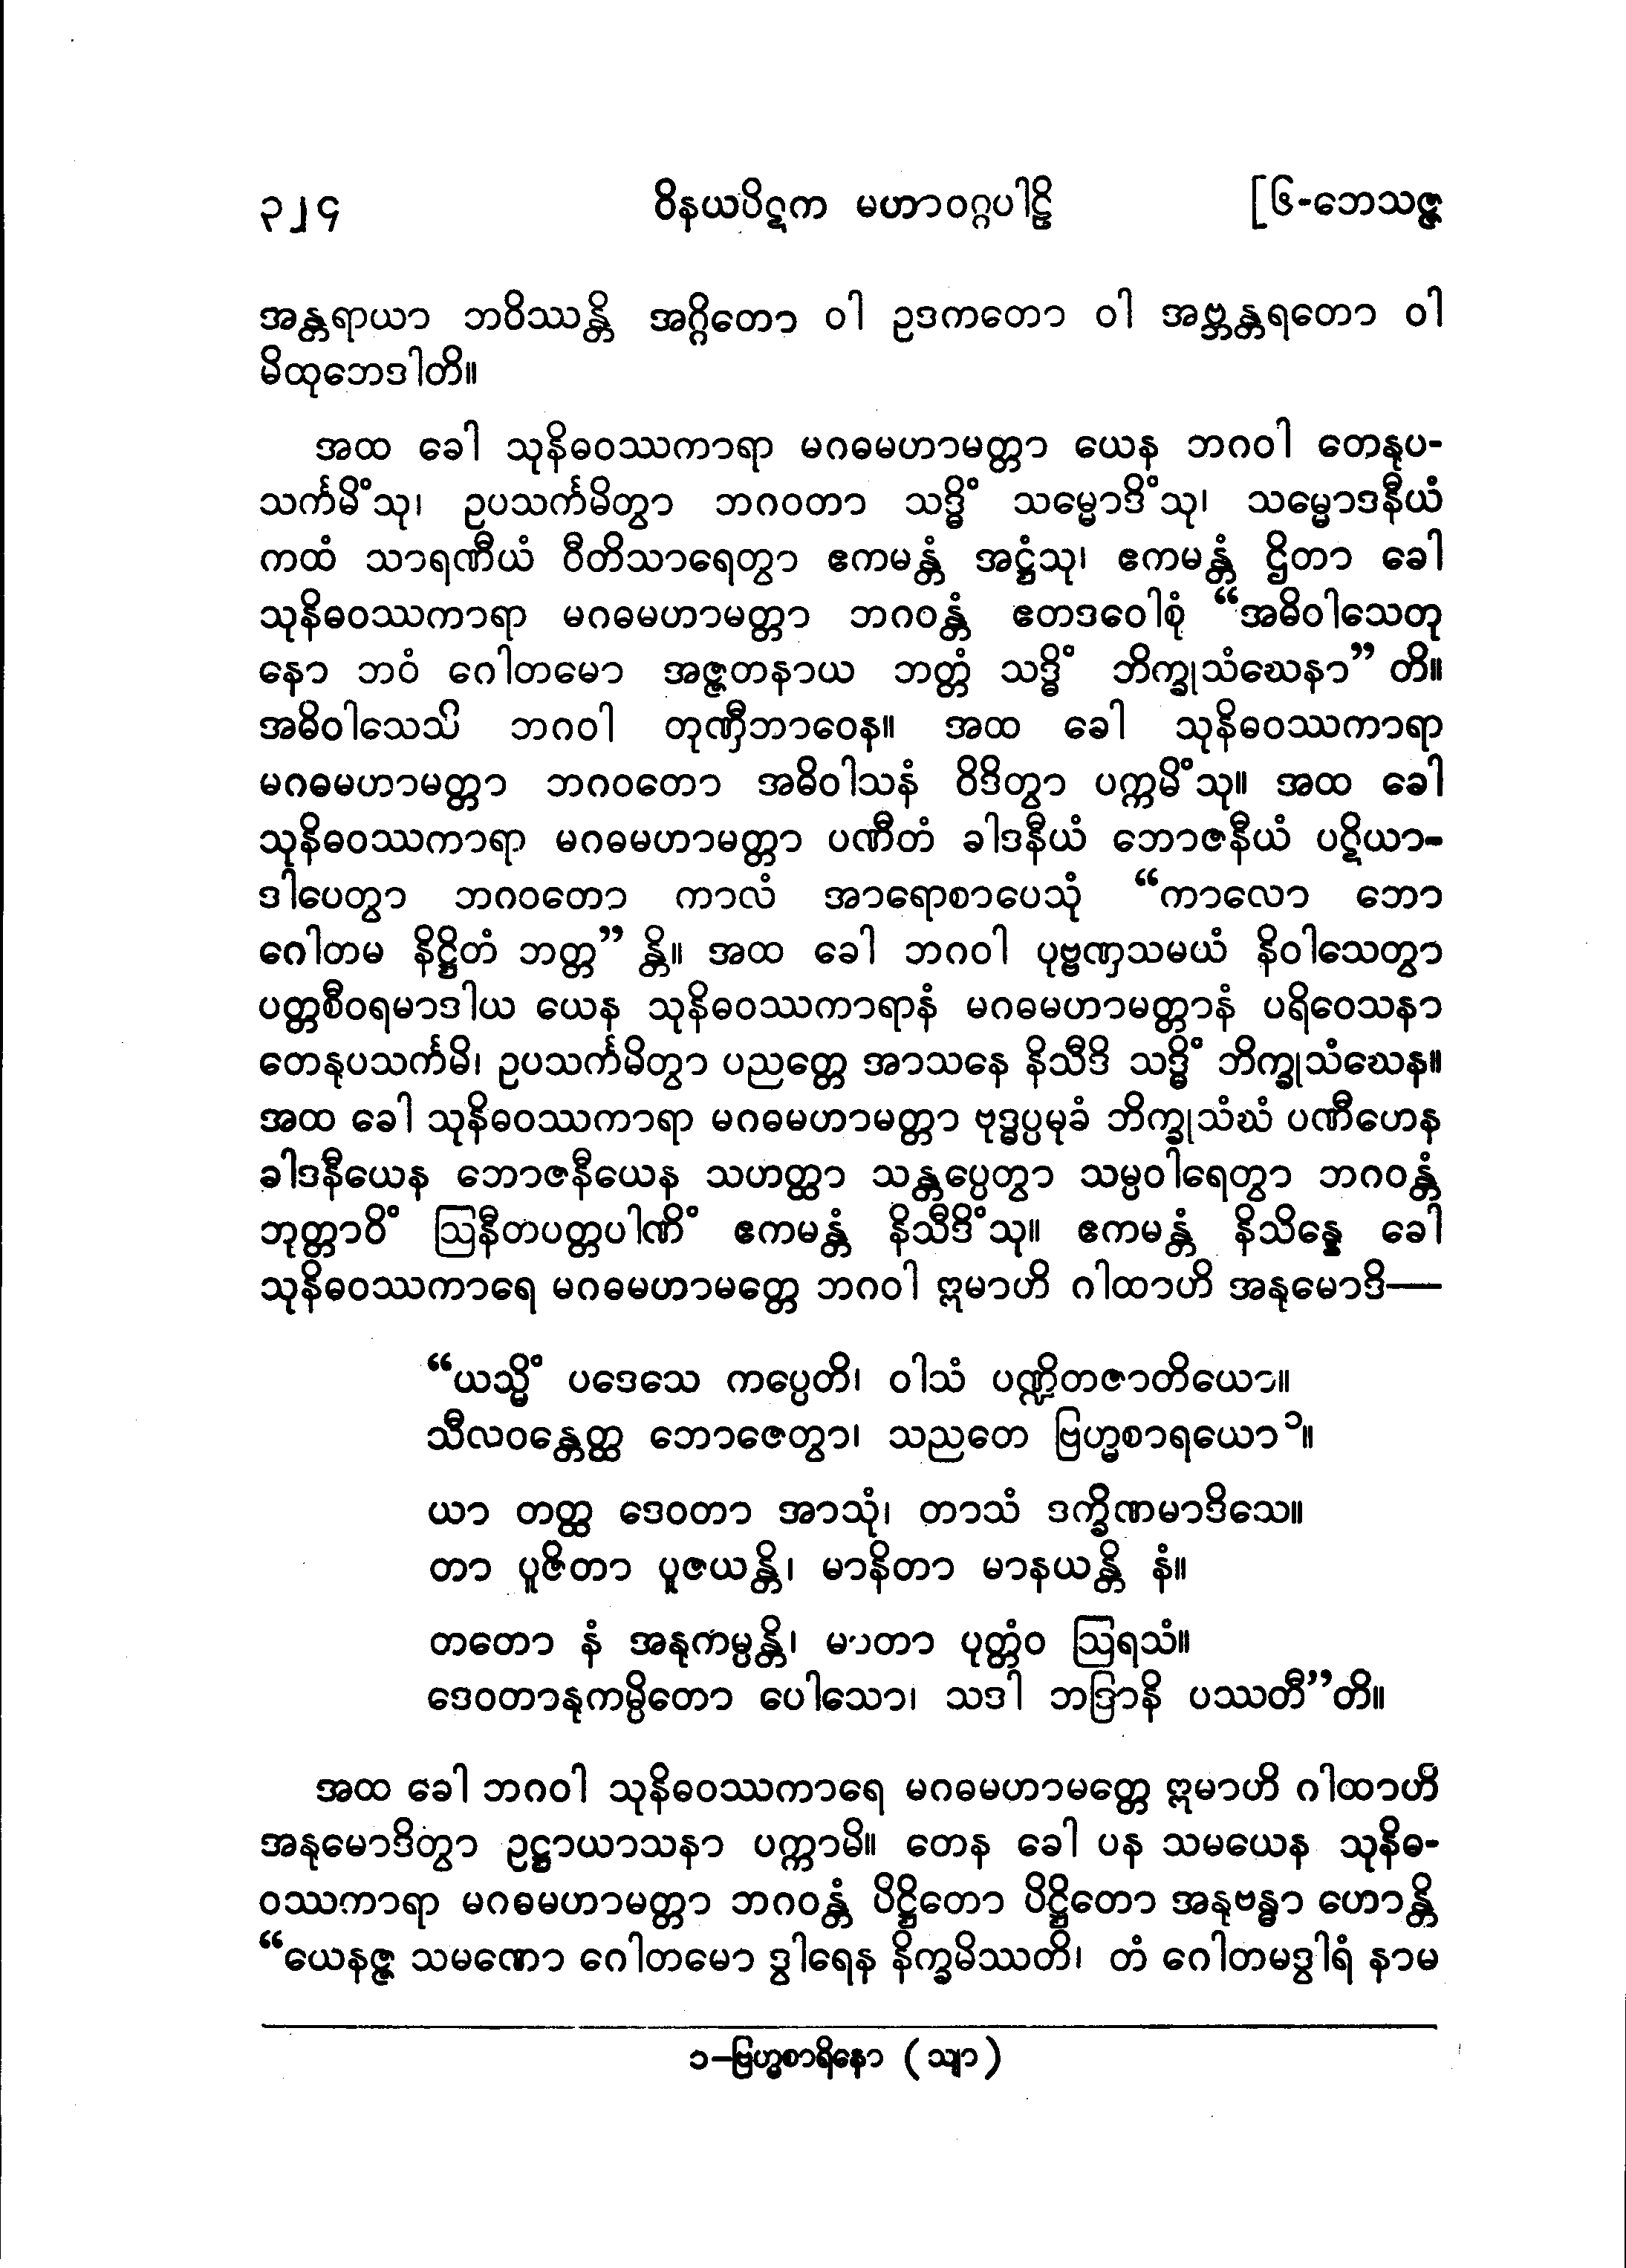 ၃၂၄ ဝိနယပိဋက မဟာဝဂ္ဂပါဠိ [၆-ဘေသဇ္ဇ
အန္တရာယာ ဘဝိဿန္တိ အဂ္ဂိတော ဝါ ဥဒကတော ဝါ အဗ္ဘန္တရတော ဝါ
မိထုဘေဒါတိ။
အထ ခေါ သုနိဓဝဿကာရာ မဂဓမဟာမတ္တာ ယေန ဘဂဝါ တေနုပ-
သင်္ကမိံသု၊ ဥပသင်္ကမိတွာ ဘဂဝတာ သဒ္ဓိံ သမ္မောဒိံသု၊ သမ္မောဒနီယံ
ကထံ သာရဏီယံ ဝီတိသာရေတွာ ဧကမန္တံ အဋ္ဌံသု၊ ဧကမန္တံ ဌိတာ ခေါ
သုနိဓဝဿကာရာ မဂဓမဟာမတ္တာ ဘဂဝန္တံ ဧတဒဝေါစုံ “အဓိဝါသေတု
နော ဘဝံ ဂေါတမော အဇ္ဇတနာယ ဘတ္တံ သဒ္ဓိံ ဘိက္ခုသံဃေနာ” တိ။
အဓိဝါသေသိ ဘဂဝါ တုဏှီဘာဝေန။ အထ ခေါ သုနိဓဝဿကာရာ
မဂဓမဟာမတ္တာ ဘဂဝတော အဓိဝါသနံ ဝိဒိတွာ ပက္ကမိံသု။ အထ ခေါ
သုနိဓဝဿကာရာ မဂဓမဟာမတ္တာ ပဏီတံ ခါဒနီယံ ဘောဇနီယံ ပဋိယာ-
ဒါပေတွာ ဘဂဝတော ကာလံ အာရောစာပေသုံ “ကာလော ဘော
ဂေါတမ နိဋ္ဌိတံ ဘတ္တ” န္တိ။ အထ ခေါ ဘဂဝါ ပုဗ္ဗဏှသမယံ နိဝါသေတွာ
ပတ္တစီဝရမာဒါယ ယေန သုနိဓဝဿကာရာနံ မဂဓမဟာမတ္တာနံ ပရိဝေသနာ
တေနုပသင်္ကမိ၊ ဥပသင်္ကမိတွာ ပညတ္တေ အာသနေ နိသီဒိ သဒ္ဓိံ ဘိက္ခုသံဃေန။
အထ ခေါ သုနိဓဝဿကာရာ မဂဓမဟာမတ္တာ ဗုဒ္ဓပ္ပမုခံ ဘိက္ခုသံဃံ ပဏီဟေန
ခါဒနီယေန ဘောဇနီယေန သဟတ္ထာ သန္တပ္ပေတွာ သမ္ပဝါရေတွာ ဘဂဝန္တံ
ဘုတ္တာဝိံ ဩနီတပတ္တပါဏိံ ဧကမန္တံ နိသီဒိံသု။ ဧကမန္တံ နိသိန္နေ ခေါ
သုနိဓဝဿကာရေ မဂဓမဟာမတ္တေ ဘဂဝါ ဣမာဟိ ဂါထာဟိ အနုမောဒိ—
“ယသ္မိံ ပဒေသေ ကပ္ပေတိ၊ ဝါသံ ပဏ္ဍိတဇာတိယော။
သီလဝန္တေတ္ထ ဘောဇေတွာ၊ သညတေ ဗြဟ္မစာရယော၁။
ယာ တတ္ထ ဒေဝတာ အာသုံ၊ တာသံ ဒက္ခိဏမာဒိသေ။
တာ ပူဇိတာ ပူဇယန္တိ၊ မာနိတာ မာနယန္တိ နံ။
တတော နံ အနုကမ္ပန္တိ၊ မာတာ ပုတ္တံဝ ဩရသံ။
ဒေဝတာနုကမ္ပိတော ပေါသော၊ သဒါ ဘဒြာနိ ပဿတီ”တိ။
အထ ခေါ ဘဂဝါ သုနိဓဝဿကာရေ မဂဓမဟာမတ္တေ ဣမာဟိ ဂါထာဟိ
အနုမောဒိတွာ ဥဋ္ဌာယာသနာ ပက္ကာမိ။ တေန ခေါ ပန သမယေန သုနိဓ-
ဝဿကာရာ မဂဓမဟာမတ္တာ ဘဂဝန္တံ ပိဋ္ဌိတော ပိဋ္ဌိတော အနုဗန္ဓာ ဟောန္တိ
“ယေနဇ္ဇ သမဏော ဂေါတမော ဒွါရေန နိက္ခမိဿတိ၊ တံ ဂေါတမဒွါရံ နာမ
၁–ဗြဟ္မစာရိနော (သျာ)